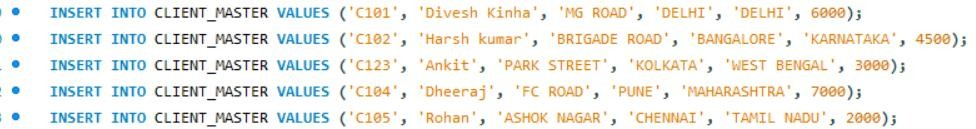 INSERT INTO CLIENT_MASTER VALUES ('C101', 'Divesh Kinha', 'MG ROAD', 'DELHI', 'DELHI', 6000);
INSERT INTO CLIENT_MASTER VALUES ('C102', 'Harsh kumar', 'BRIGADE ROAD', 'BANGALORE', 'KARNATAKA', 4500);
INSERT INTO CLIENT_MASTER VALUES ('C123', 'Ankit', 'PARK STREET', 'KOLKATA', 'WEST BENGAL', 3000);
INSERT INTO CLIENT_MASTER VALUES ('C104', 'Dheeraj', 'FC ROAD', 'PUNE', 'MAHARASHTRA', 7000);
INSERT INTO CLIENT_MASTER VALUES ('C105', 'Rohan', 'ASHOK NAGAR', 'CHENNAI', 'TAMIL NADU', 2000);